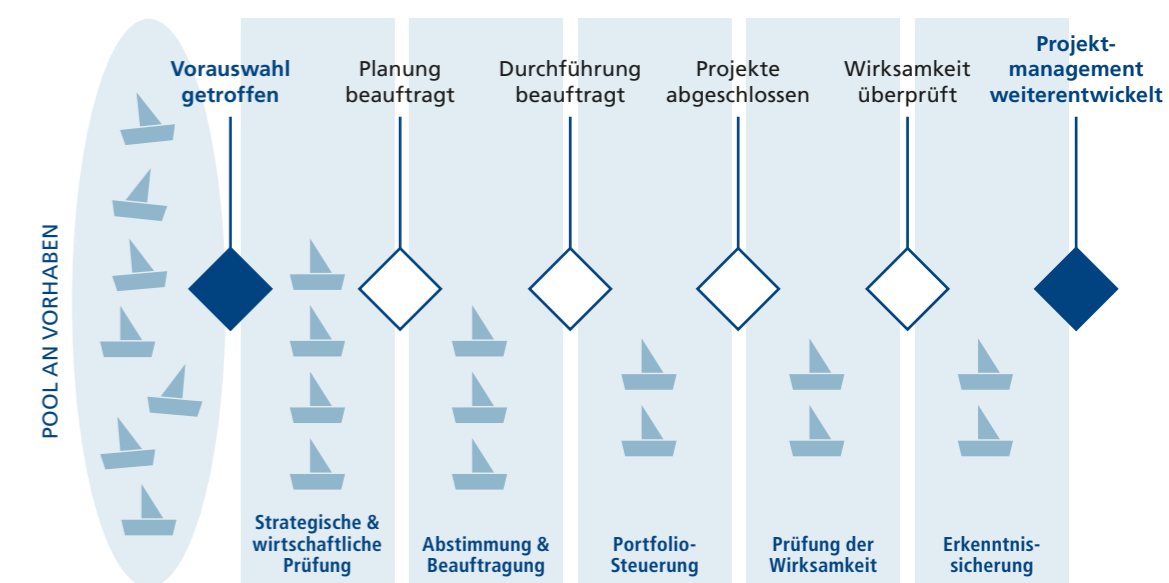 Vorauswahl
getroffen
Planung
beauftragt
Durchführung
beauftragt
Projekte
abgeschlossen
Wirksamkeit
überprüft
Projekt-
management
weiterentwickelt
POOL AN VORHABEN
Strategische &
wirtschaftliche
Prüfung
Abstimmung &
Beauftragung
Portfolio-
Steuerung
Prüfung der
Wirksamkeit
Erkenntnis-
sicherung